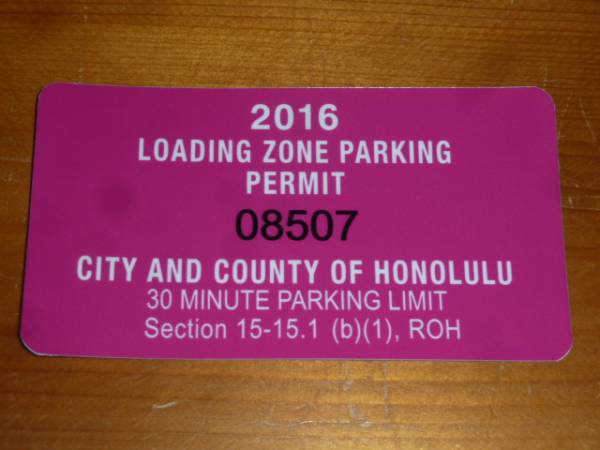 2016
LOADING ZONE PARKING
PERMIT
08507
CITY AND COUNTY OF HONOLULU
30 MINUTE PARKING LIMIT
Section 15-15.1 (b)(1), ROH